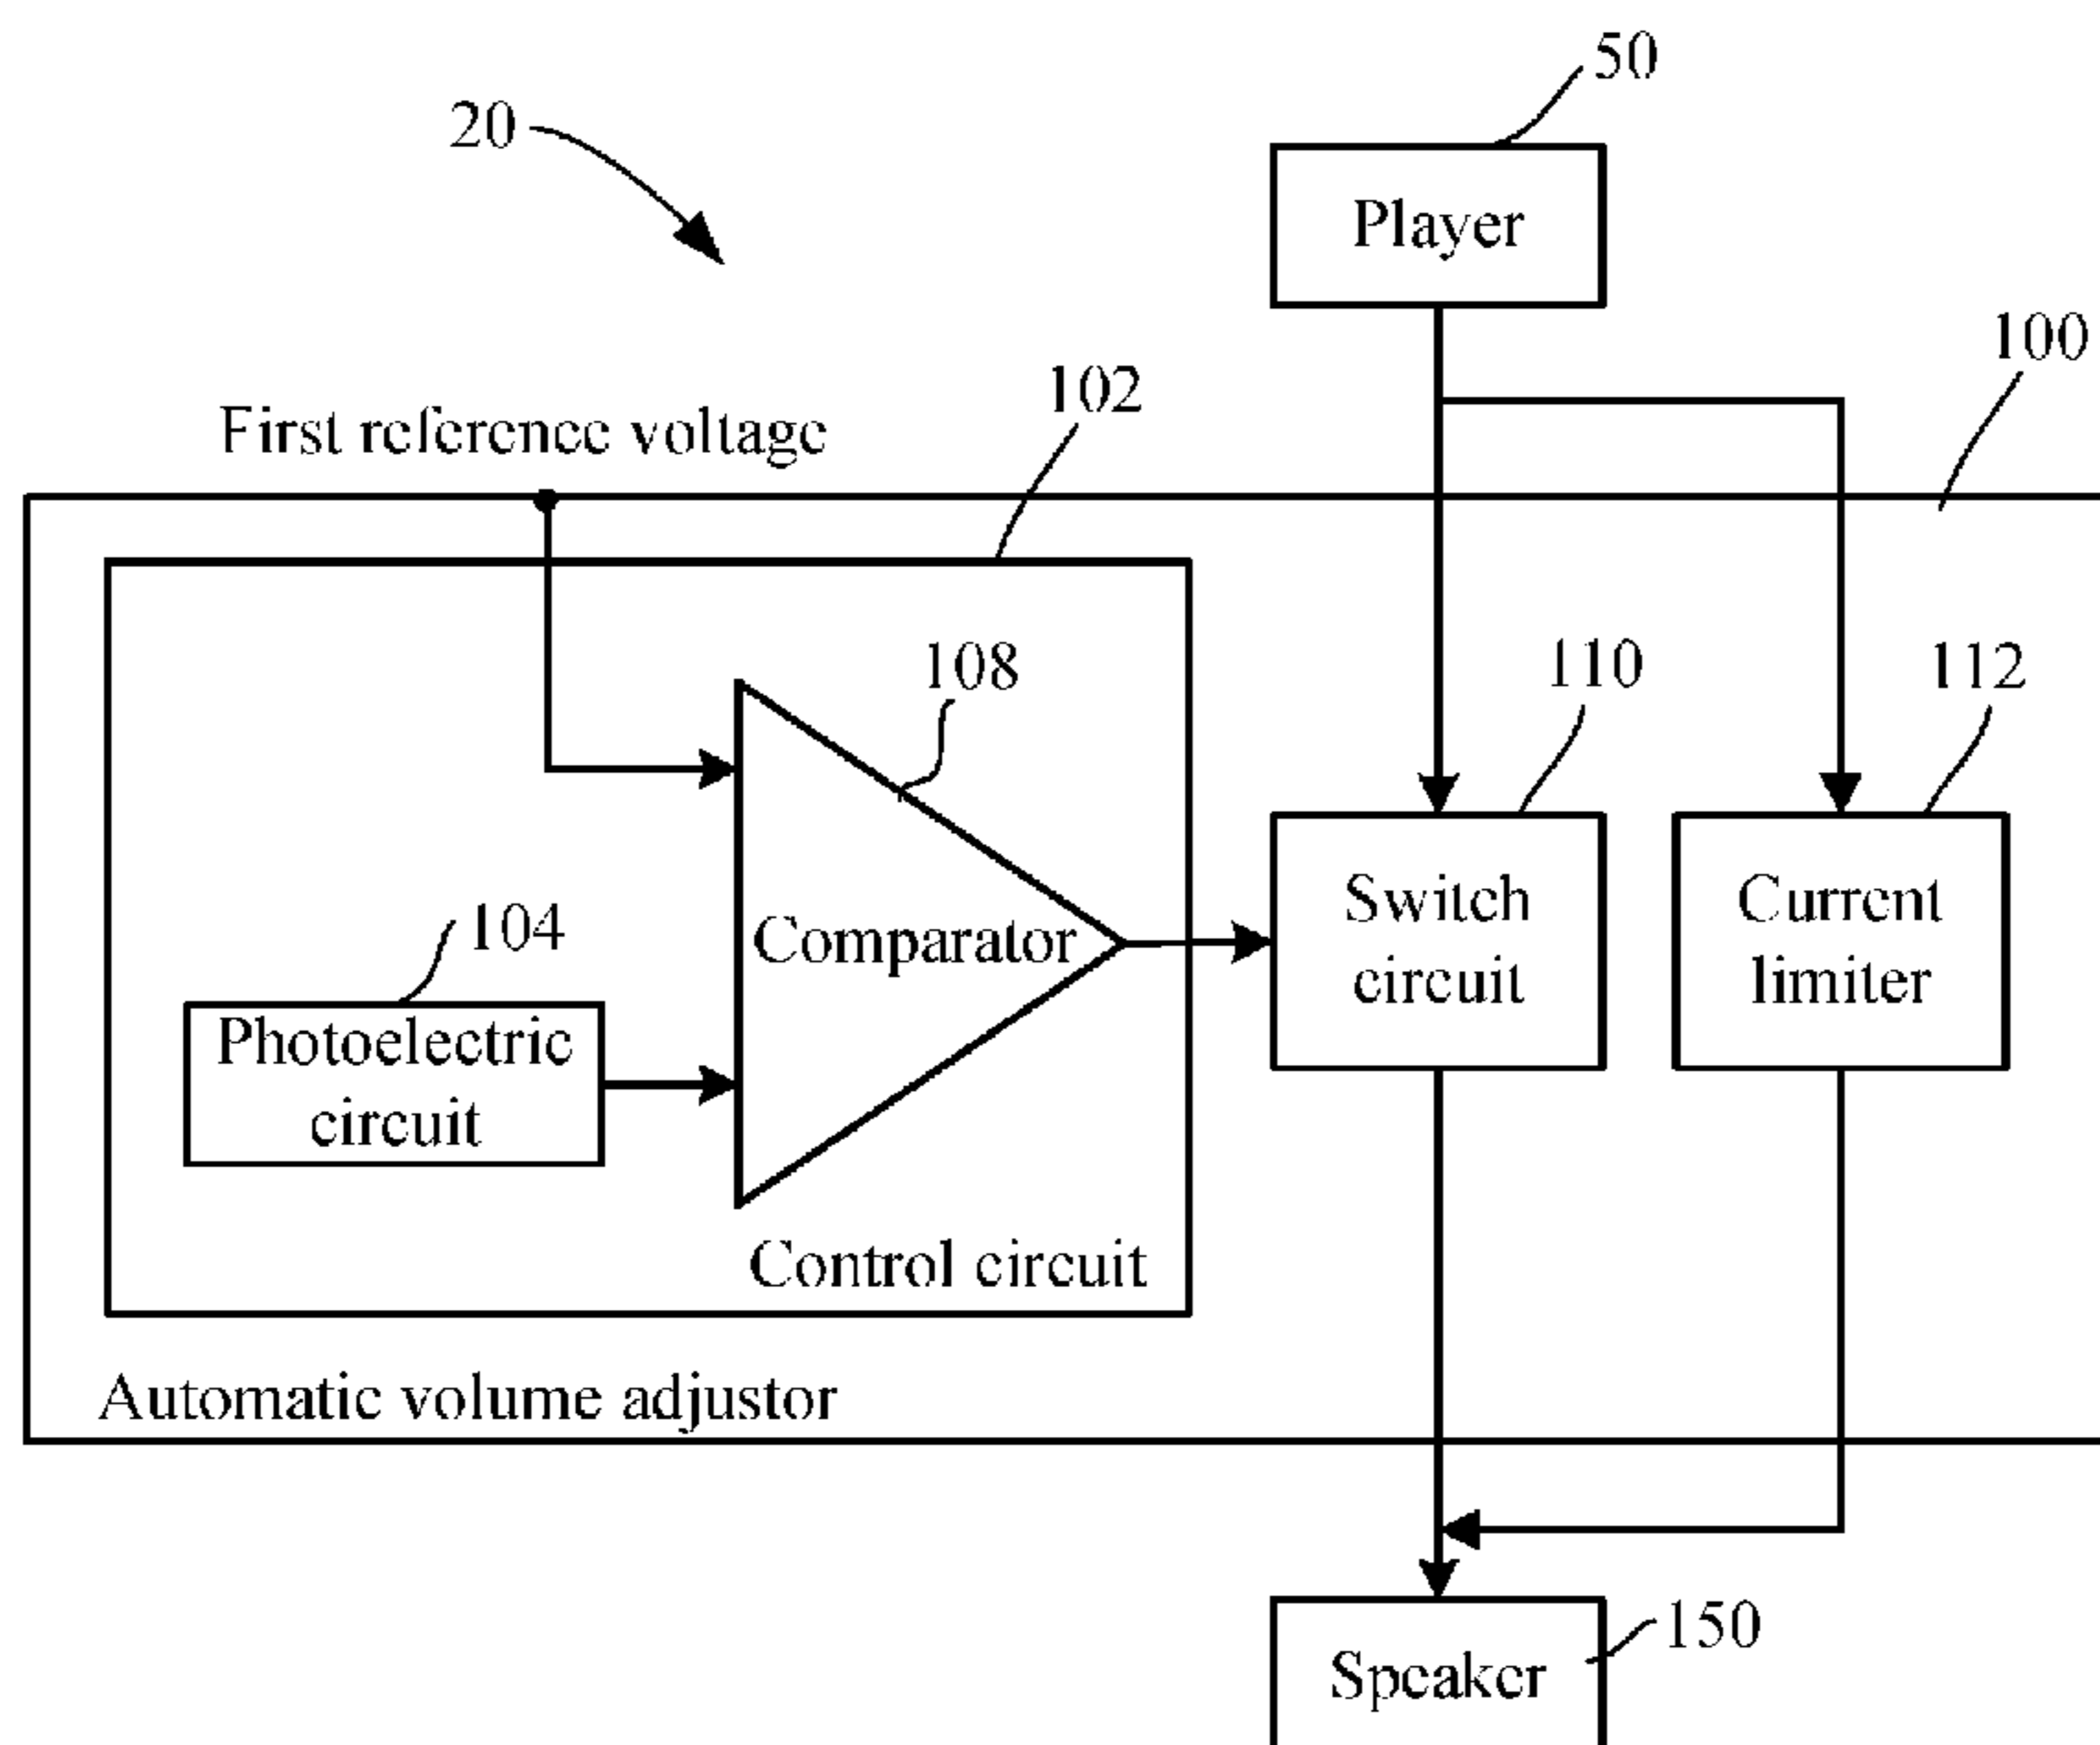 50
20
Player
100
102
First reference voltage
108
110
112
104
Switch
circuit
Current
limiter
Comparator
Photoelectric
circuit
Control circuit
Automatic volume adjustor
150
Speaker